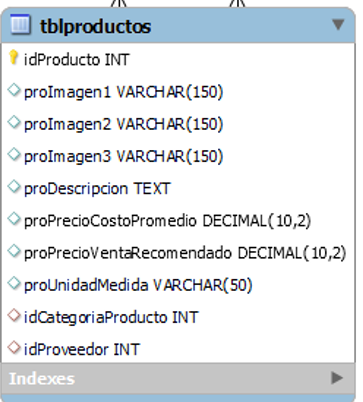 tblproductos
idProducto INT
proImagen1 VARCHAR(150)
proImagen2 VARCHAR(150)
proImagen3 VARCHAR(150)
proDescripcion TEXT
proPrecioCostoPromedio DECIMAL(10,2)
proPrecioVentaRecomendado DECIMAL(10,2)
proUnidadMedida VARCHAR(50)
idCategoriaProducto INT
idProveedor INT
Indexes